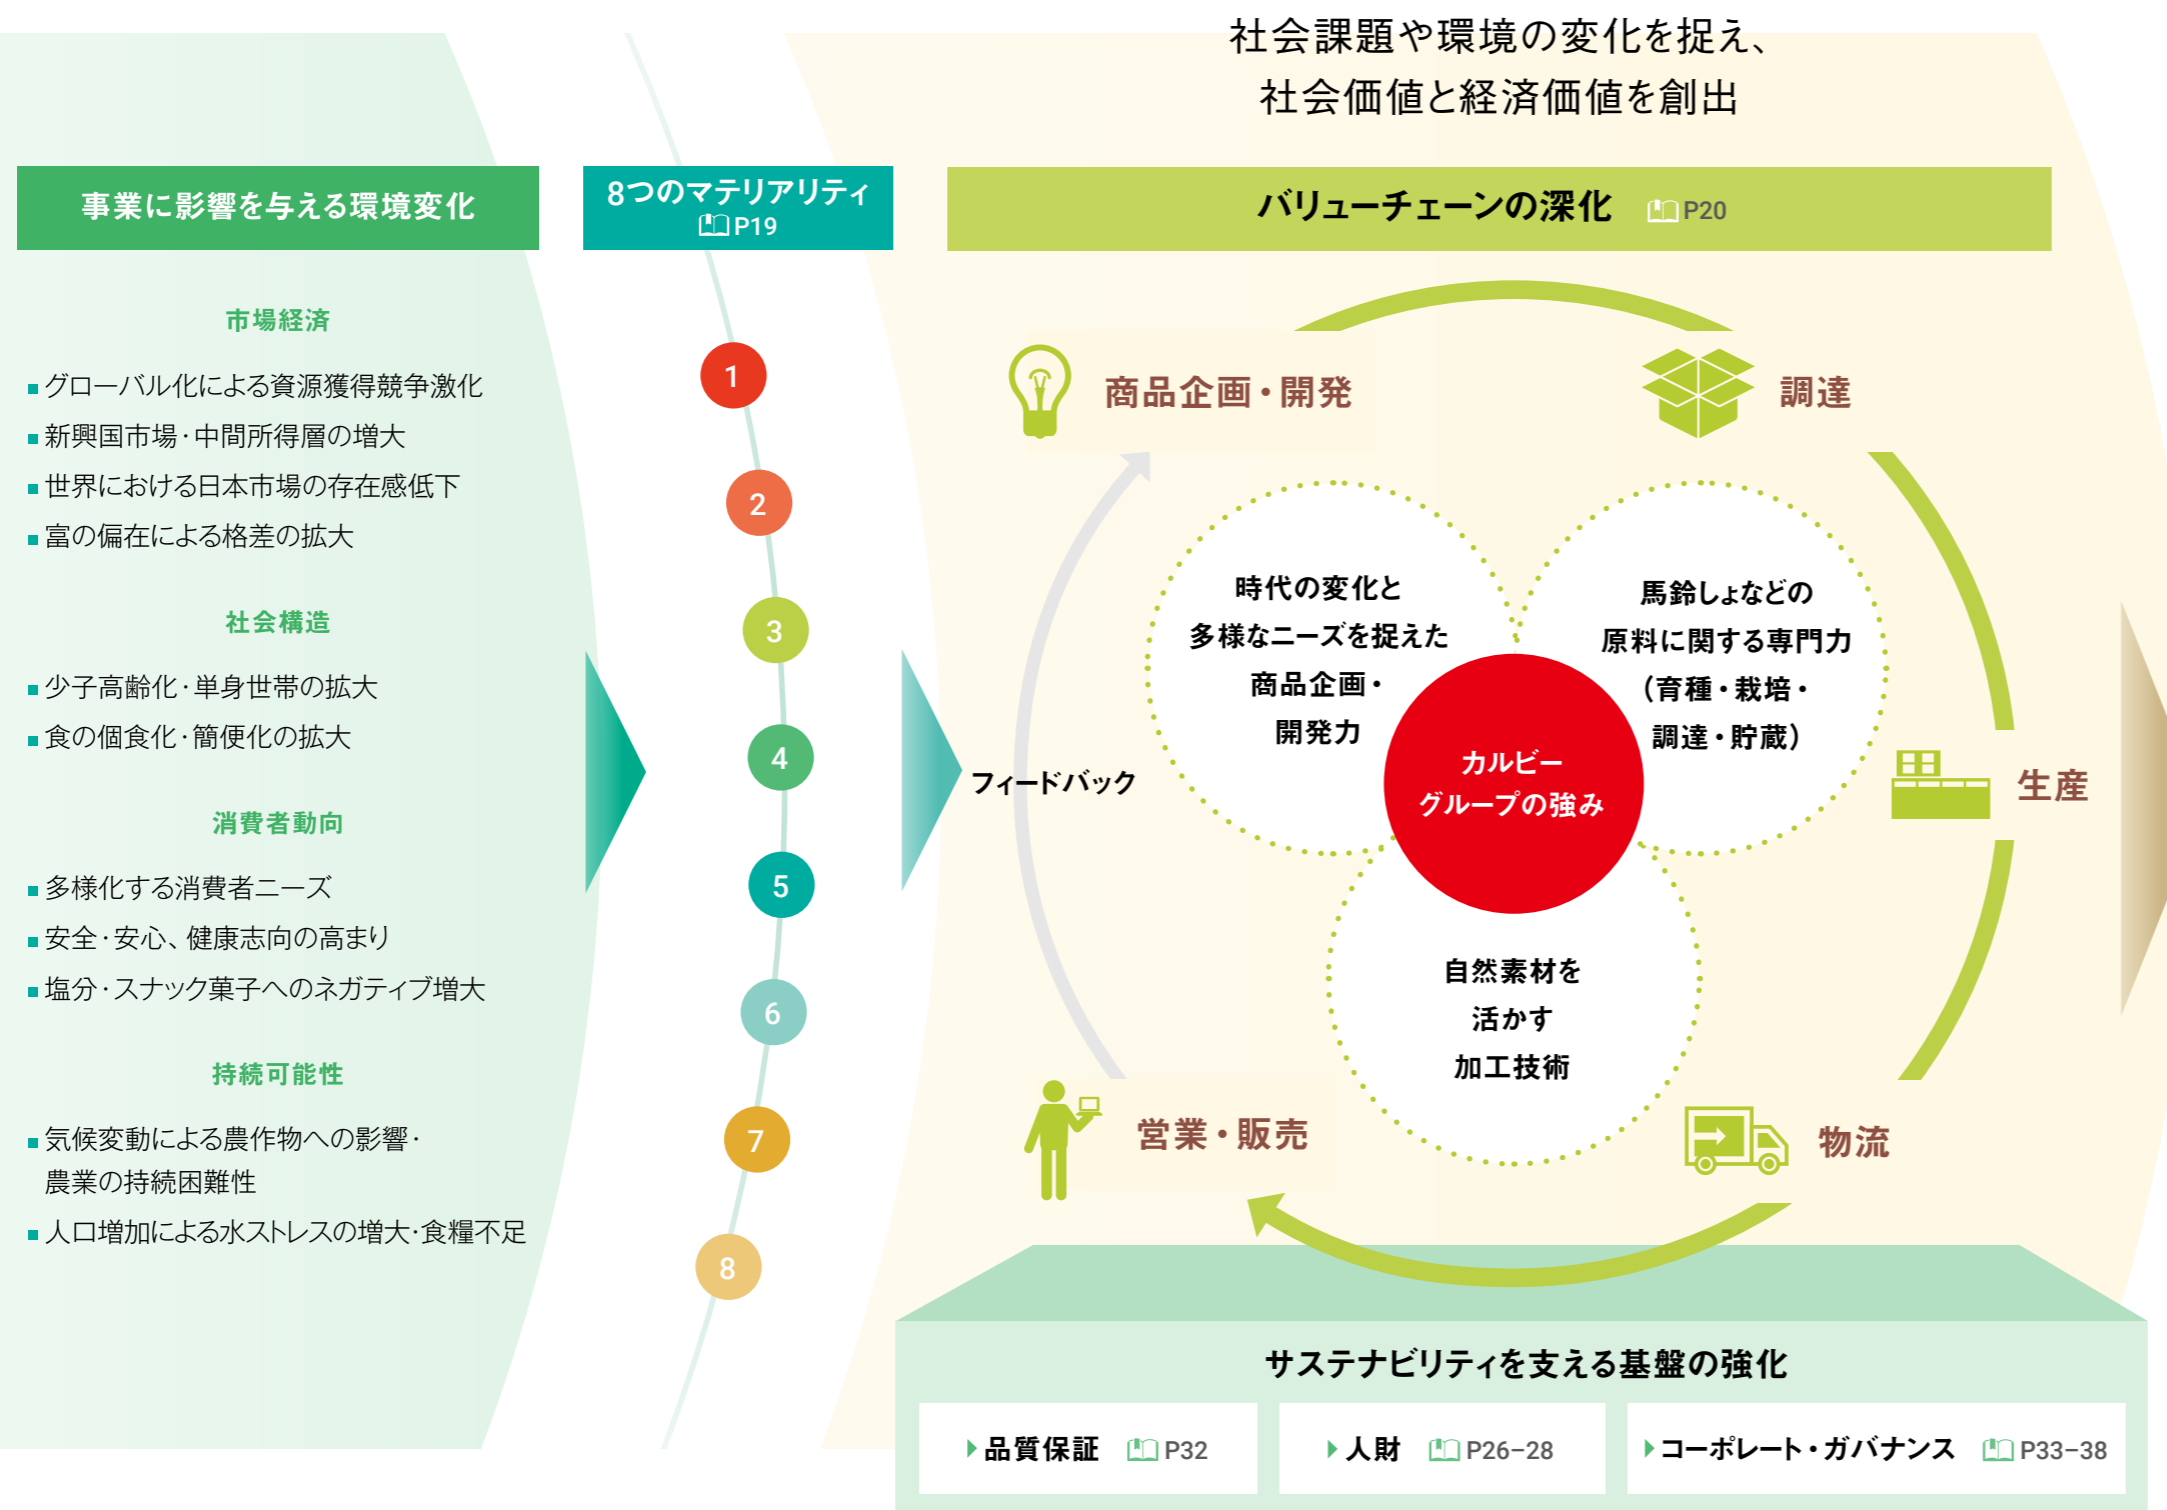 社会課題や環境の変化を捉え、
社会価値と経済価値を創出
事業に影響を与える環境変化
市場経済
グローバル化による資源獲得競争激化
新興国市場・中間所得層の増大
世界における日本市場の存在感低下
富の偏在による格差の拡大
社会構造
少子高齢化・単身世帯の拡大
食の個食化・簡便化の拡大
消費者動向
多様化する消費者ニーズ
安全・安心、健康志向の高まり
塩分・スナック菓子へのネガティブ増大
持続可能性
気候変動による農作物への影響・
農業の持続困難性
人口増加による水ストレスの増大・食糧不足
8つのマテリアリティ
P19
1
2
3
4
5
6
7
8
バリューチェーンの深化 P20
商品企画・開発
調達
生産
物流
営業・販売
フィードバック
時代の変化と
多様なニーズを捉えた
商品企画・
開発力
馬鈴しょなどの
原料に関する専門力
（育種・栽培・
調達・貯蔵）
カルビー
グループの強み
自然素材を
活かす
加工技術
サステナビリティを支える基盤の強化
品質保証 P32
人財 P26–28
コーポレート・ガバナンス P33–38